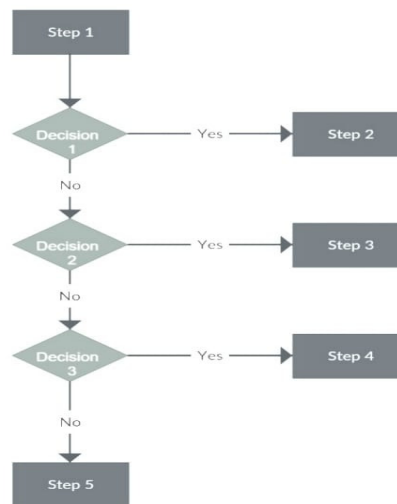 Step 1
Decision
1
Yes
Step 2
No
Decision
2
Yes
Step 3
No
Decision
3
Yes
Step 4
No
Step 5